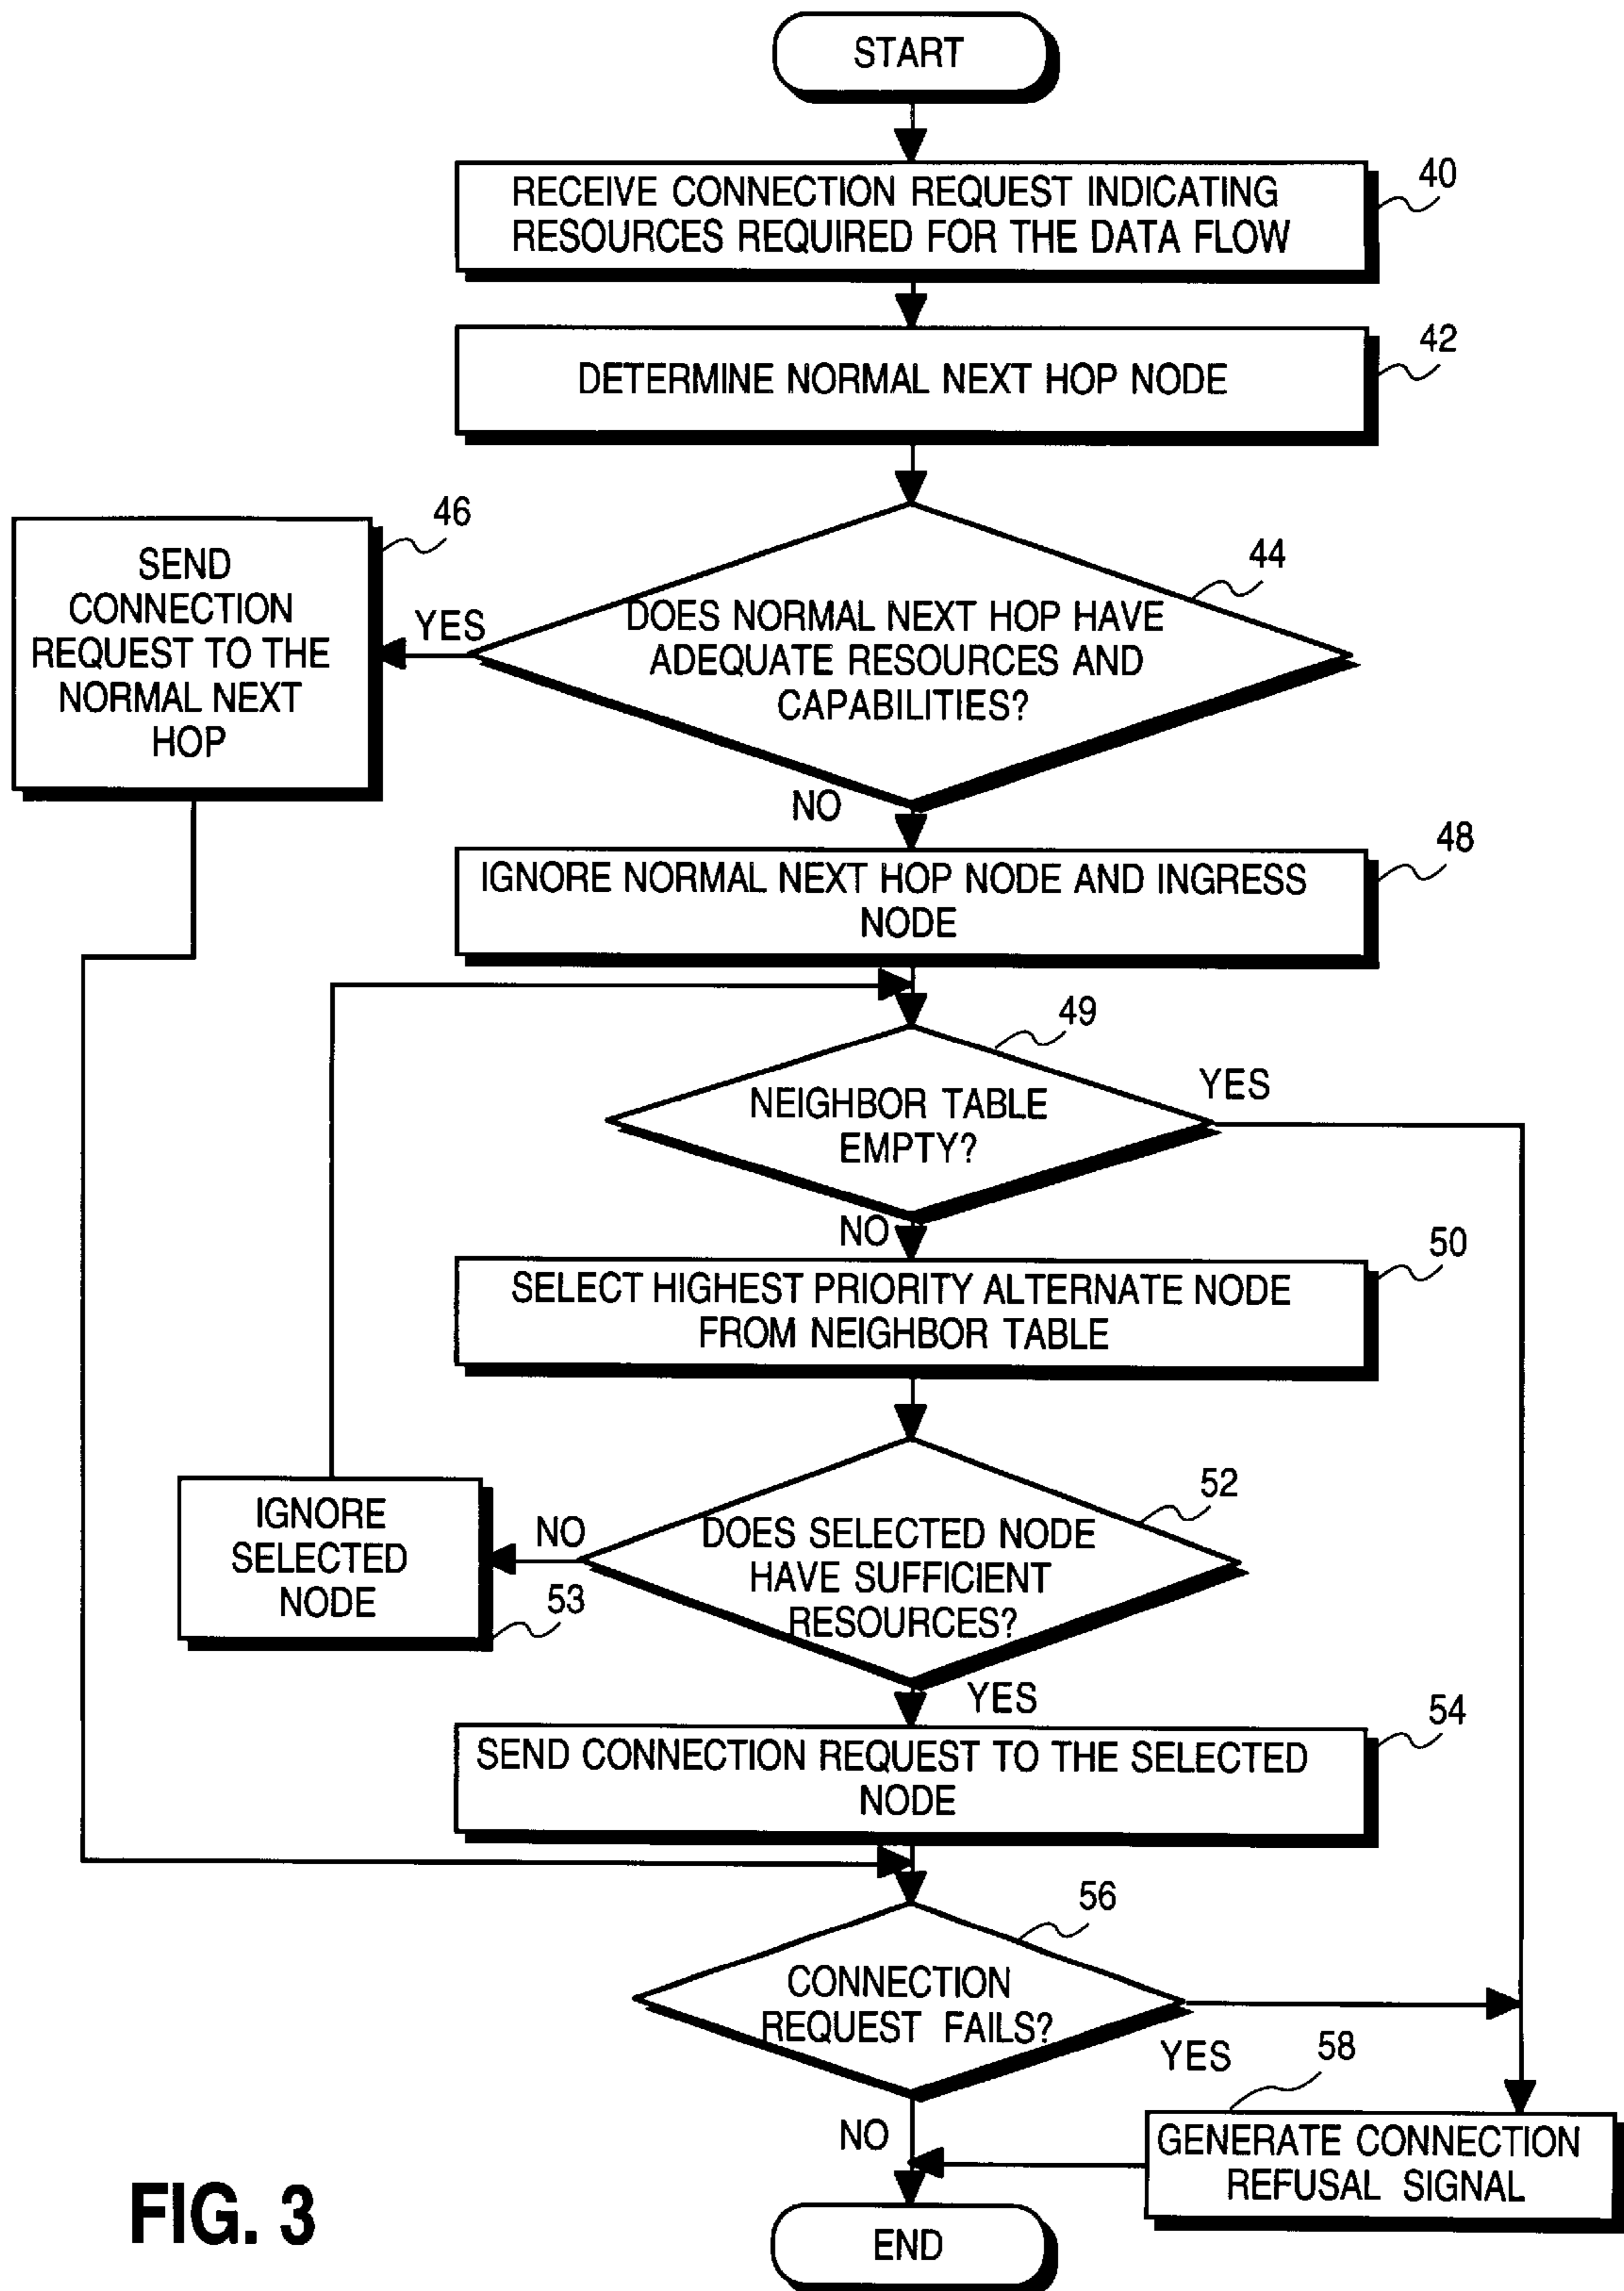 START
RECEIVE CONNECTION REQUEST INDICATING
RESOURCES REQUIRED FOR THE DATA FLOW
40
DETERMINE NORMAL NEXT HOP NODE
42
46
SEND
CONNECTION
REQUEST TO THE
NORMAL NEXT
HOP
YES
44
DOES NORMAL NEXT HOP HAVE
ADEQUATE RESOURCES AND
CAPABILITIES?
NO
48
IGNORE NORMAL NEXT HOP NODE AND INGRESS
NODE
49
NEIGHBOR TABLE
EMPTY?
YES
NO
50
SELECT HIGHEST PRIORITY ALTERNATE NODE
FROM NEIGHBOR TABLE
52
DOES SELECTED NODE
HAVE SUFFICIENT
RESOURCES?
NO
IGNORE
SELECTED
NODE
53
YES
54
SEND CONNECTION REQUEST TO THE SELECTED
NODE
56
CONNECTION
REQUEST FAILS?
YES
58
NO
GENERATE CONNECTION
REFUSAL SIGNAL
END
FIG. 3